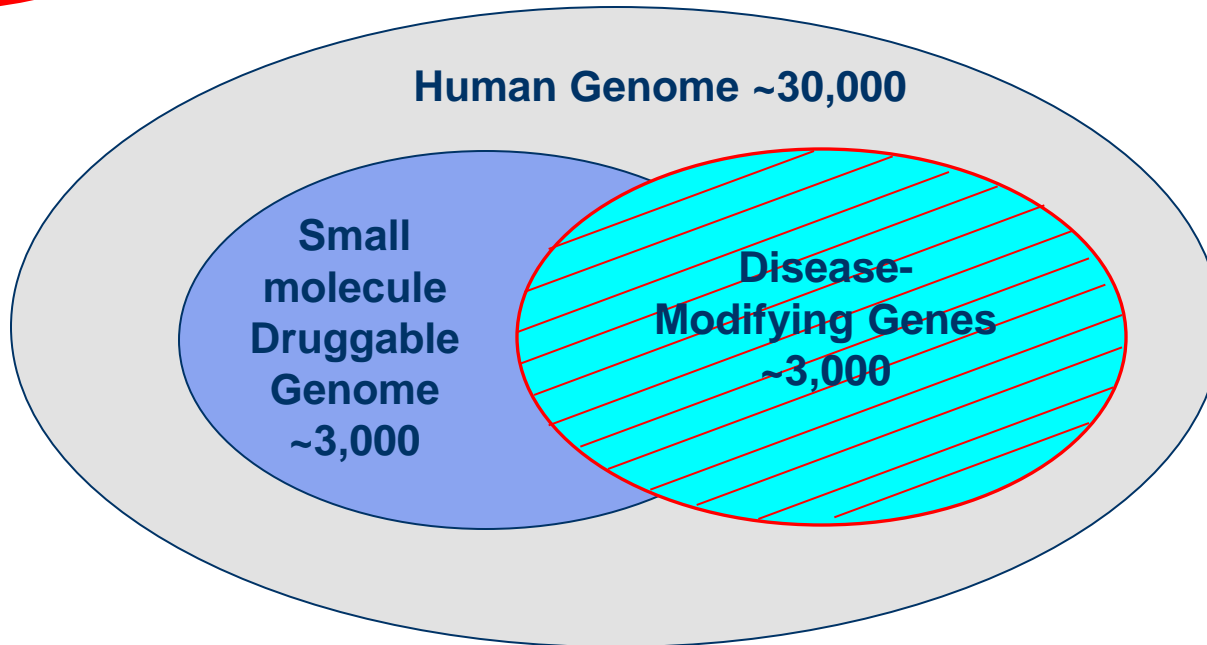 Human Genome ~30,000
Small
molecule
Druggable
Genome
~3,000
Disease-
Modifying Genes
~3,000